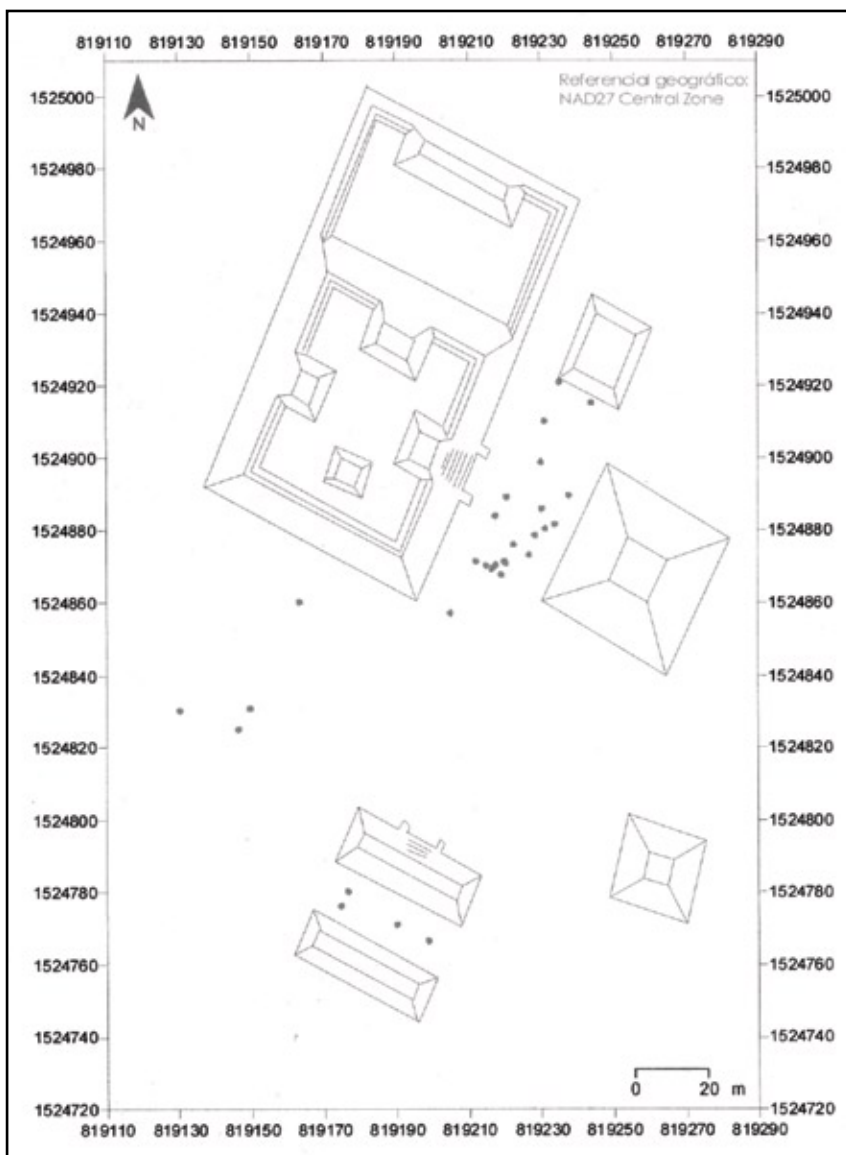 819110 819130 819150 819170 819190 819210 819230 819250 819270 819290
Referencial geográfico:
NAD27 Central Zone
N
1525000 1525000
1524980 1524980
1524960 1524960
1524940 1524940
1524920 1524920
1524900 1524900
1524880 1524880
1524860 1524860
1524840 1524840
1524820 1524820
1524800 1524800
1524780 1524780
1524760 1524760
1524740 1524740
0 20 m
1524720 1524720
819110 819130 819150 819170 819190 819210 819230 819250 819270 819290